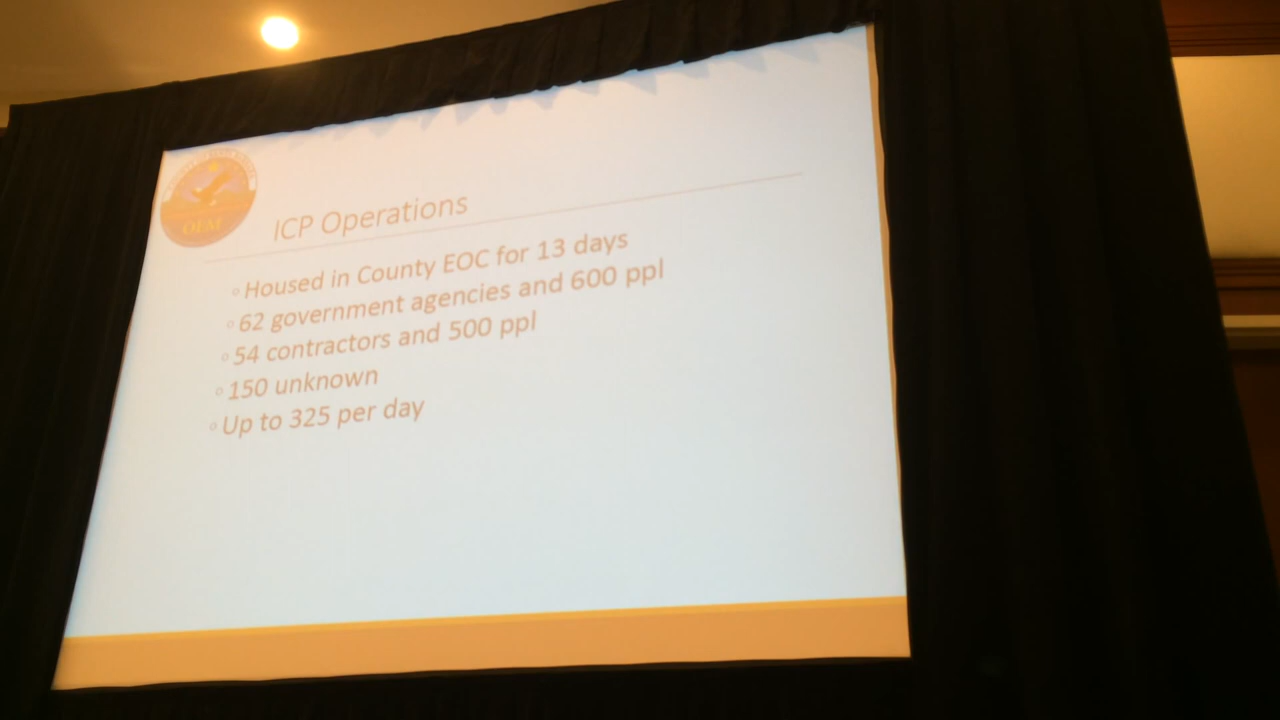 OEM
ICP Operations
Housed in County EOC for 13 days
62 government agencies and 600 ppl
54 contractors and 500 ppl
150 unknown
Up to 325 per day